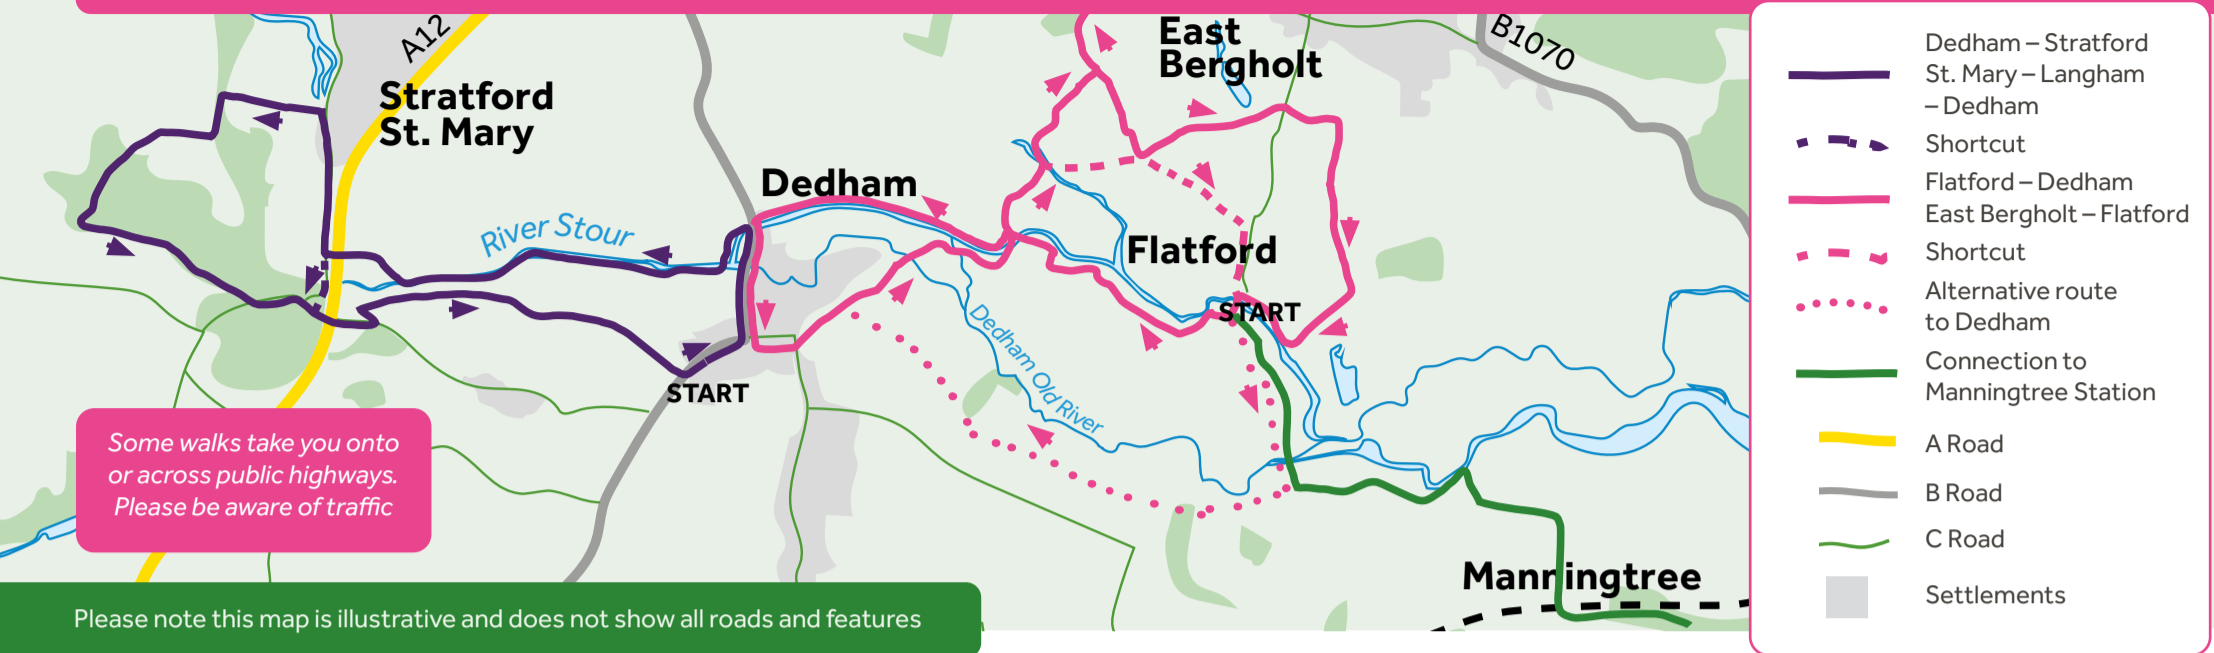 A12
Stratford
St. Mary
River Stour
Dedham
East
Bergholt
B1070
Flatford
START
START
Dedham Old River
Manningtree
Some walks take you onto
or across public highways.
Please be aware of traffic
Please note this map is illustrative and does not show all roads and features
Dedham – Stratford
St. Mary – Langham
– Dedham
Shortcut
Flatford – Dedham
East Bergholt – Flatford
Shortcut
Alternative route
to Dedham
Connection to
Manningtree Station
A Road
B Road
C Road
Settlements